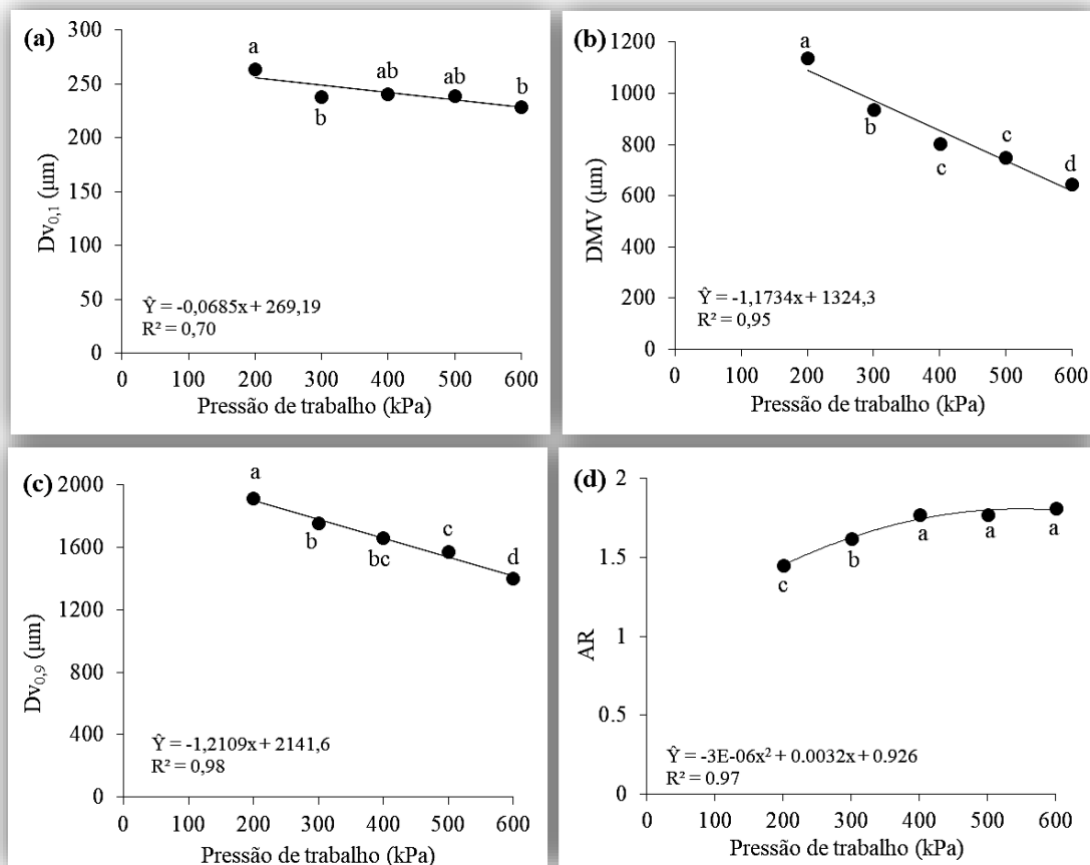 (a)
300
250
200
150
100
50
0
Dv0,1 (µm)
a
b
ab
ab
b
Ŷ = -0,0685x + 269,19
R² = 0,70
0 100 200 300 400 500 600
Pressão de trabalho (kPa)
(b)
1200
1000
800
600
400
200
0
DMV (µm)
a
b
c
c
d
Ŷ = -1,1734x + 1324,3
R² = 0,95
0 100 200 300 400 500 600
Pressão de trabalho (kPa)
(c)
2000
1600
1200
800
400
0
Dv0,9 (µm)
a
b
bc
c
d
Ŷ = -1,2109x + 2141,6
R² = 0,98
0 100 200 300 400 500 600
Pressão de trabalho (kPa)
(d)
2
1.5
1
0.5
0
AR
c
b
a
a
a
Ŷ = -3E-06x² + 0.0032x + 0.926
R² = 0.97
0 100 200 300 400 500 600
Pressão de trabalho (kPa)